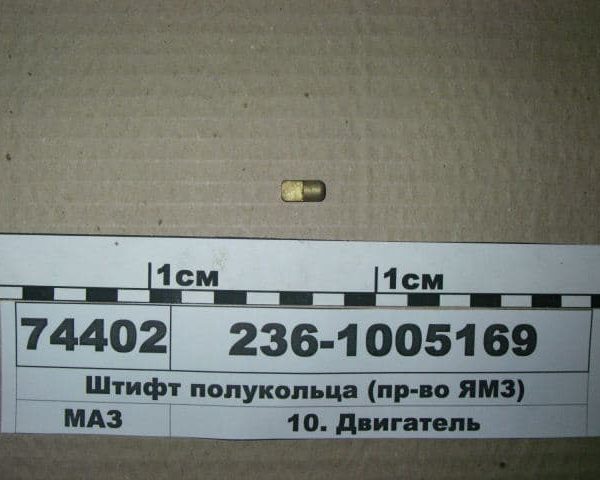 1см 1см
74402 236-1005169
Штифт полукольца (пр-во ЯМЗ)
МАЗ 10. Двигатель